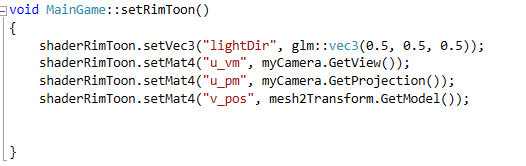 void MainGame::setRimToon()
{
shaderRimToon.setVec3("lightDir", glm::vec3(0.5, 0.5, 0.5));
shaderRimToon.setMat4("u_vm", myCamera.GetView());
shaderRimToon.setMat4("u_pm", myCamera.GetProjection());
shaderRimToon.setMat4("v_pos", mesh2Transform.GetModel());
}